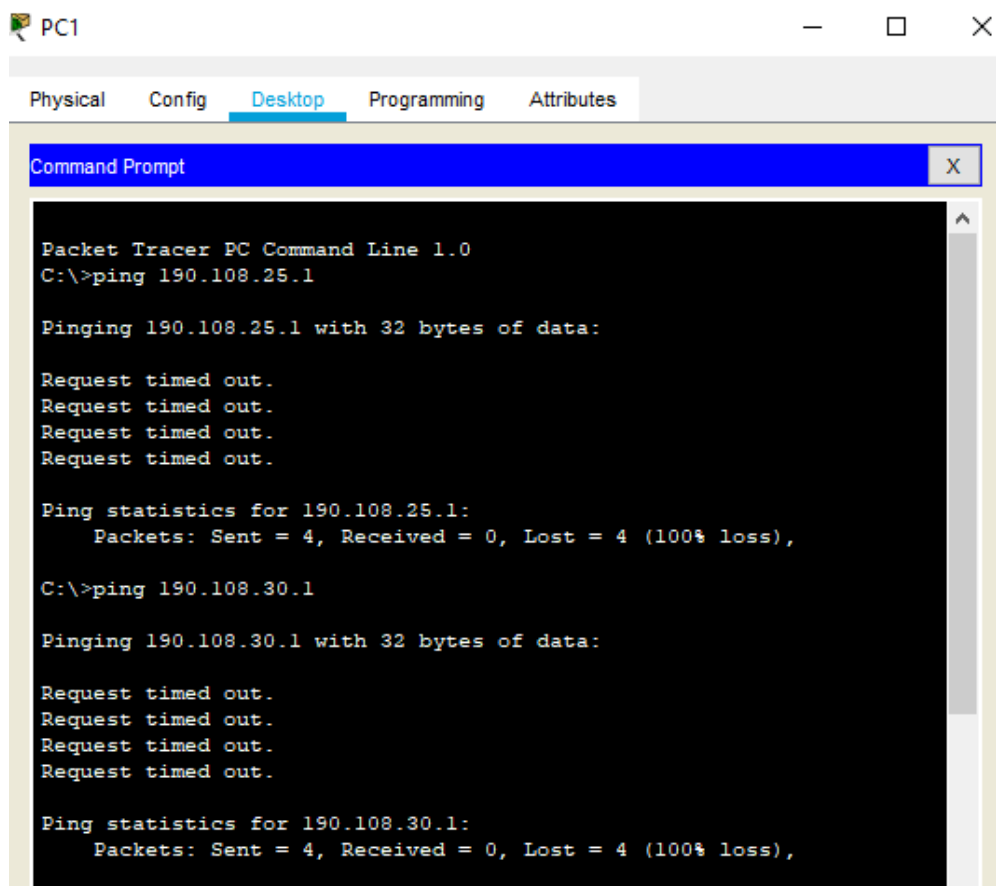 PC1
Physical Config Desktop Programming Attributes
Command Prompt X
Packet Tracer PC Command Line 1.0
C:\>ping 190.108.25.1
Pinging 190.108.25.1 with 32 bytes of data:
Request timed out.
Request timed out.
Request timed out.
Request timed out.
Ping statistics for 190.108.25.1:
Packets: Sent = 4, Received = 0, Lost = 4 (100% loss),
C:\>ping 190.108.30.1
Pinging 190.108.30.1 with 32 bytes of data:
Request timed out.
Request timed out.
Request timed out.
Request timed out.
Ping statistics for 190.108.30.1:
Packets: Sent = 4, Received = 0, Lost = 4 (100% loss),